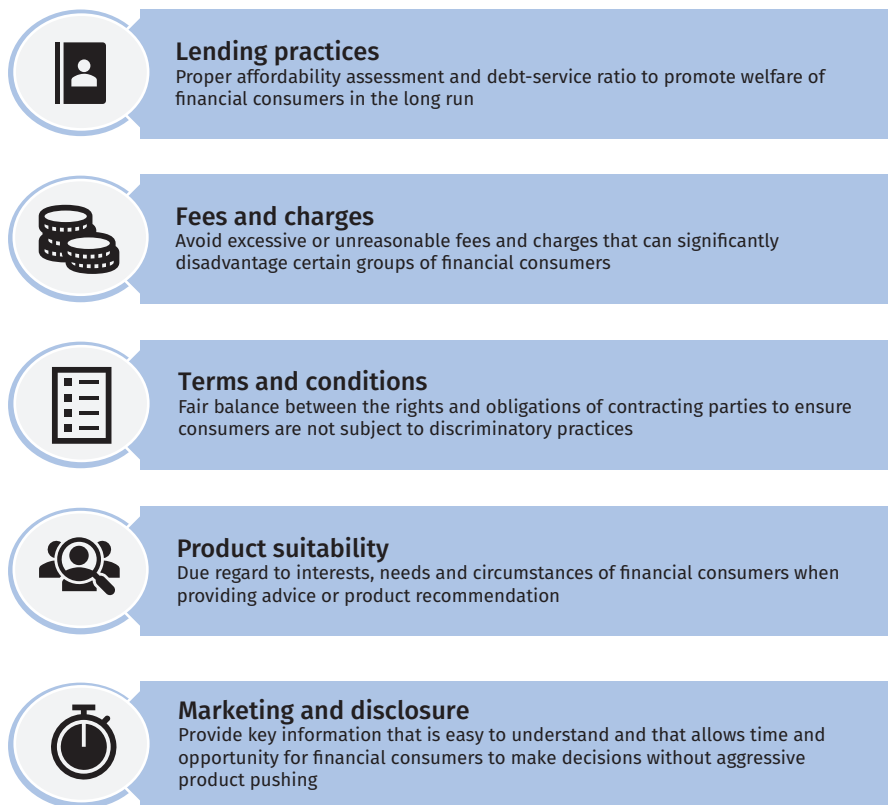 Lending practices
Proper affordability assessment and debt-service ratio to promote welfare of
financial consumers in the long run
Fees and charges
Avoid excessive or unreasonable fees and charges that can significantly
disadvantage certain groups of financial consumers
Terms and conditions
Fair balance between the rights and obligations of contracting parties to ensure
consumers are not subject to discriminatory practices
Product suitability
Due regard to interests, needs and circumstances of financial consumers when
providing advice or product recommendation
Marketing and disclosure
Provide key information that is easy to understand and that allows time and
opportunity for financial consumers to make decisions without aggressive
product pushing